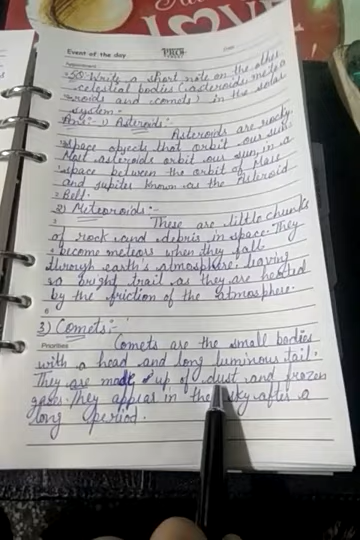 LOVE
Event of the day
Date
Appointment
50. Write a short note on the other
celestial bodies (asteroids, meteo
roids and comets) in the solar
system:-
Ans:- 1) Asteroids:-
Asteroids are rocky
space objects that orbit our sun.
Most asteroids orbit our sun in a
space between the orbit of Mars
and jupiter known as the Asteroid
Belt.
2) Meteoroids:-
These are little chunks
of rock and debris in space. They
become meteors when they fall
through earth's atmosphere. leaving
a bright trail as they are heated
by the friction of the atmosphere.
3) Comets:-
Priorities
Comets are the small bodies
with a head and long luminous tail.
They are made up of dust and frozen
gases. They appear in the sky after a
long period.